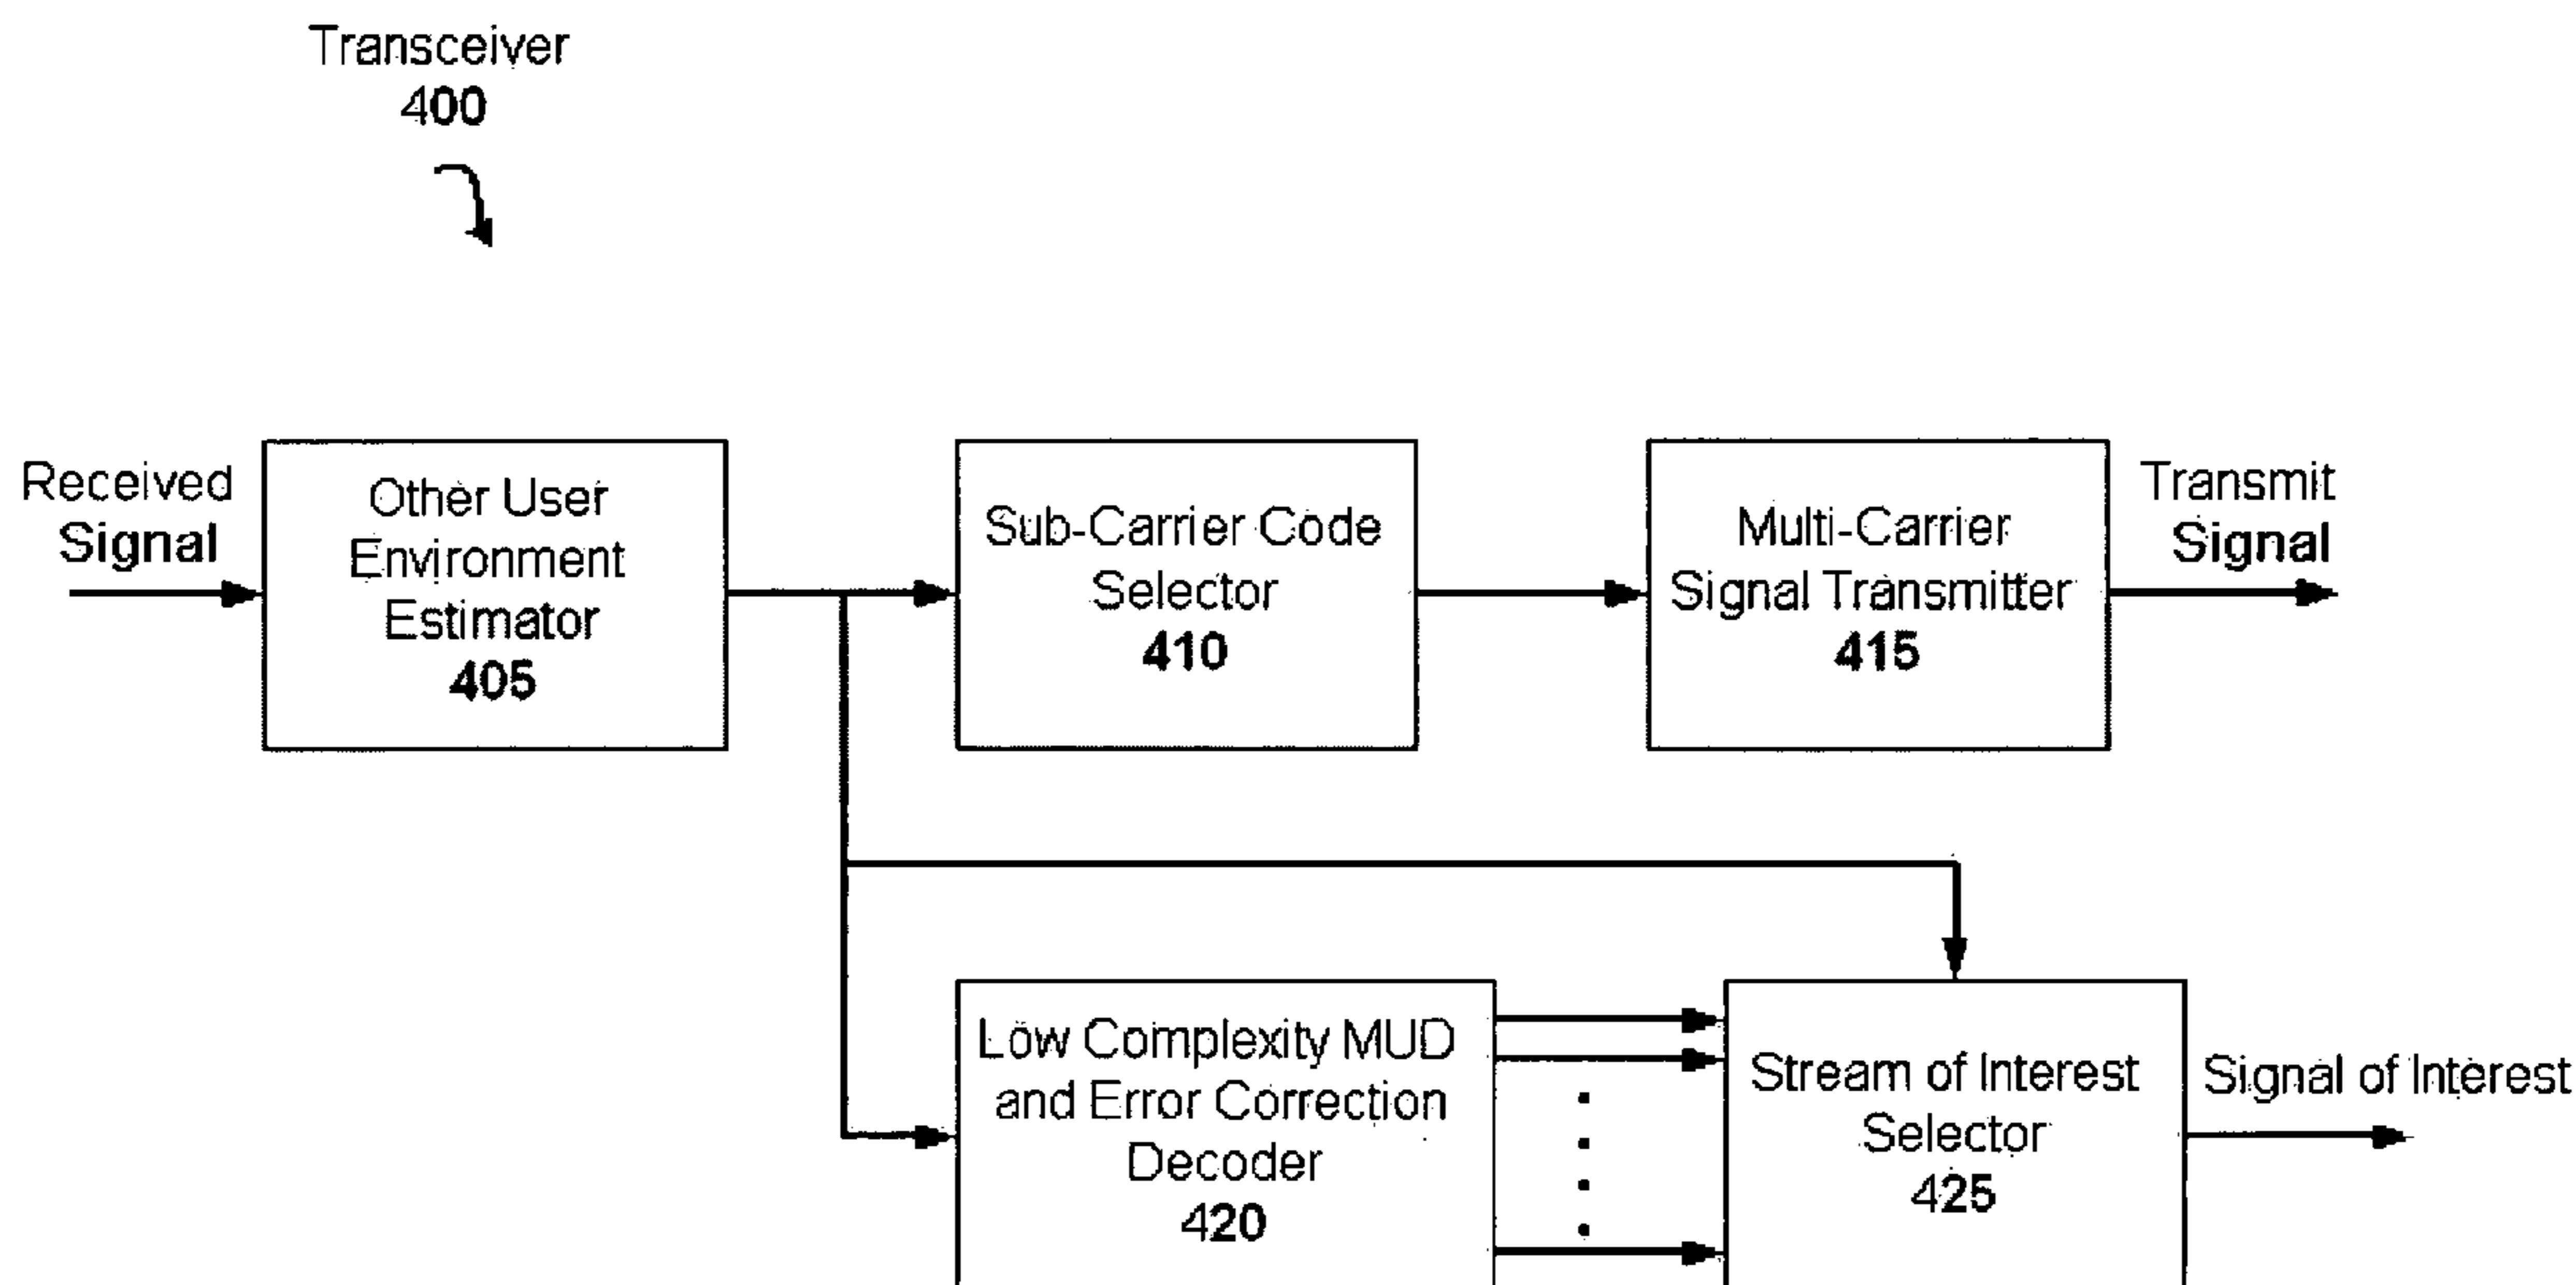 Transceiver
400
Received
Signal
Other User
Environment
Estimator
405
Sub-Carrier Code
Selector
410
Multi-Carrier
Signal Transmitter
415
Transmit
Signal
Low Complexity MUD
and Error Correction
Decoder
420
Stream of Interest
Selector
425
Signal of Interest